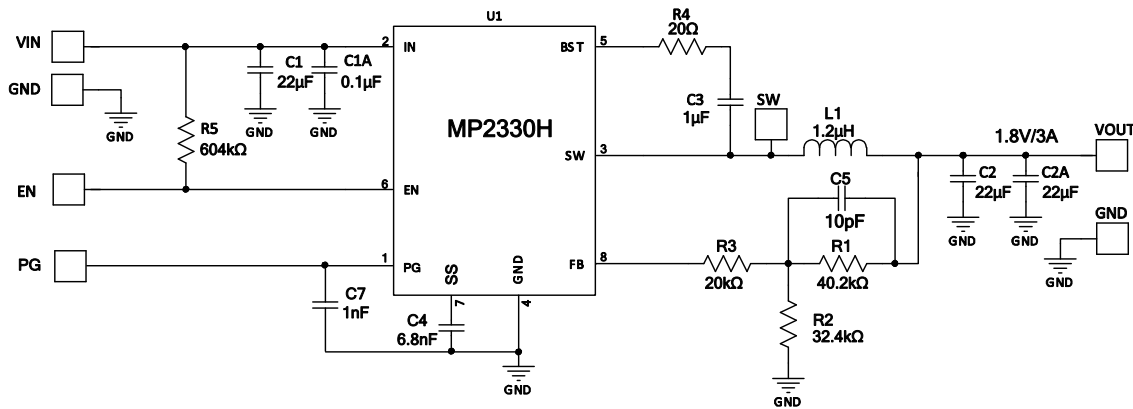 U1
MP2330H
VIN
GND
GND
R5
604kΩ
C1
22µF
GND
C1A
0.1µF
GND
EN
PG
C7
1nF
2
IN
6
EN
1
PG
SS
7
GND
4
C4
6.8nF
GND
BST
5
R4
20Ω
C3
1µF
SW
SW
3
L1
1.2µH
1.8V/3A
VOUT
C2
22µF
GND
C2A
22µF
GND
GND
GND
C5
10pF
FB
8
R3
20kΩ
R1
40.2kΩ
R2
32.4kΩ
GND